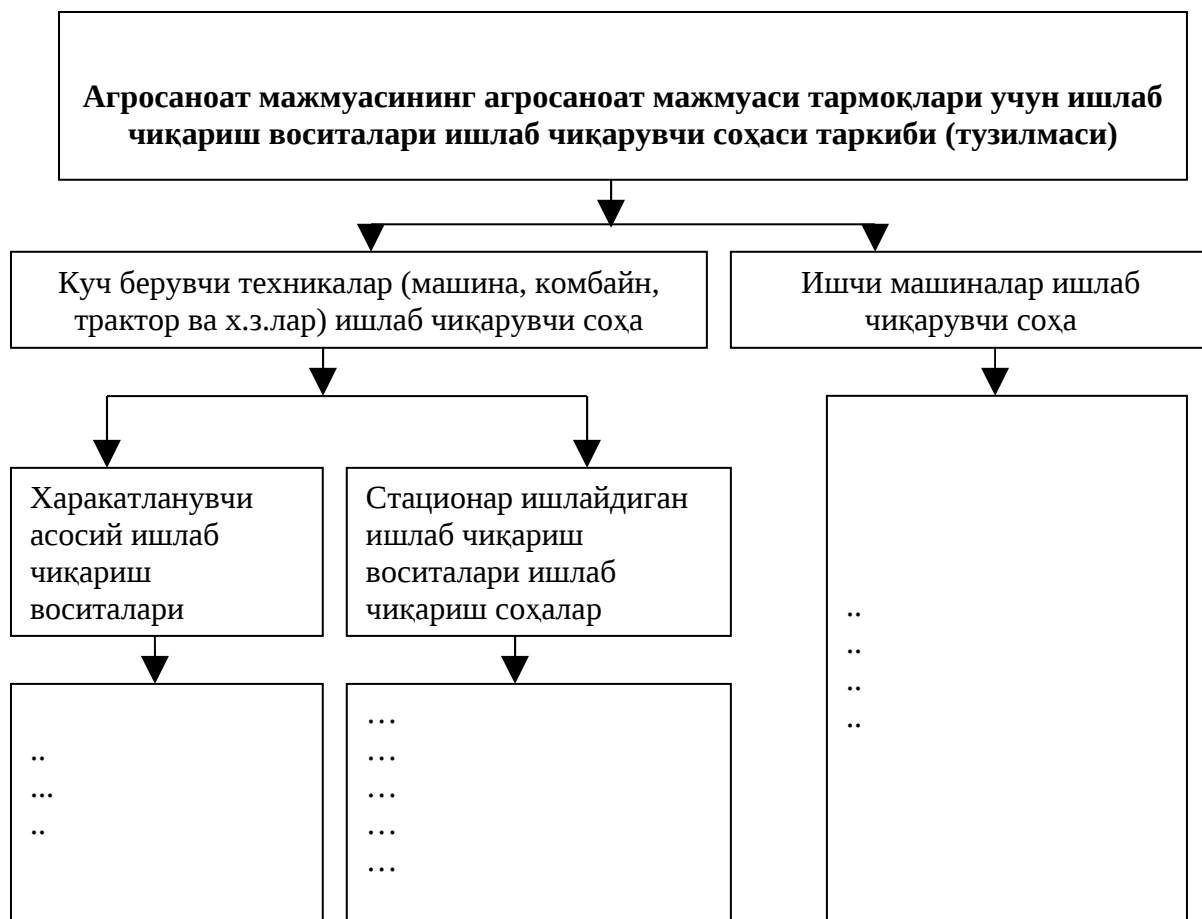 Агросаноат мажмуасининг агросаноат мажмуаси тармоқлари учун ишлаб
чиқариш воситалари ишлаб чиқарувчи соҳаси таркиби (тузилмаси)
Куч берувчи техникалар (машина, комбайн,
трактор ва х.з.лар) ишлаб чиқарувчи соҳа
Ишчи машиналар ишлаб
чиқарувчи соҳа
Харакатланувчи
асосий ишлаб
чиқариш
воситалари
Стационар ишлайдиган
ишлаб чиқариш
воситалари ишлаб
чиқариш соҳалар
..
...
..
…
…
…
…
…
..
..
..
..